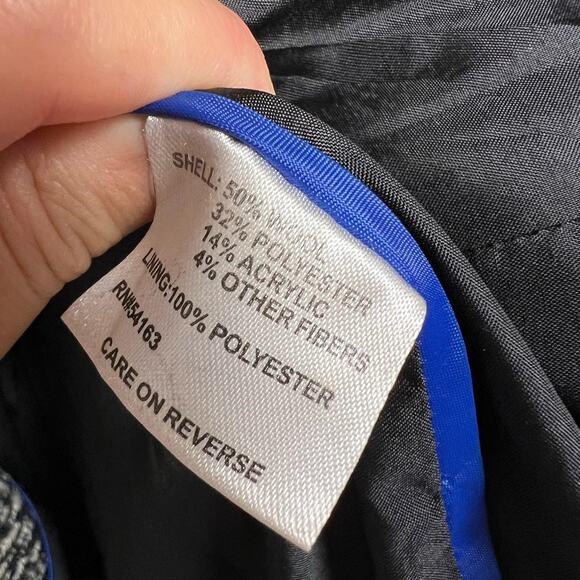 SHELL: 50% WOOL
32% POLYESTER
14% ACRYLIC
4% OTHER FIBERS
LINING:100% POLYESTER
RN#54163
CARE ON REVERSE